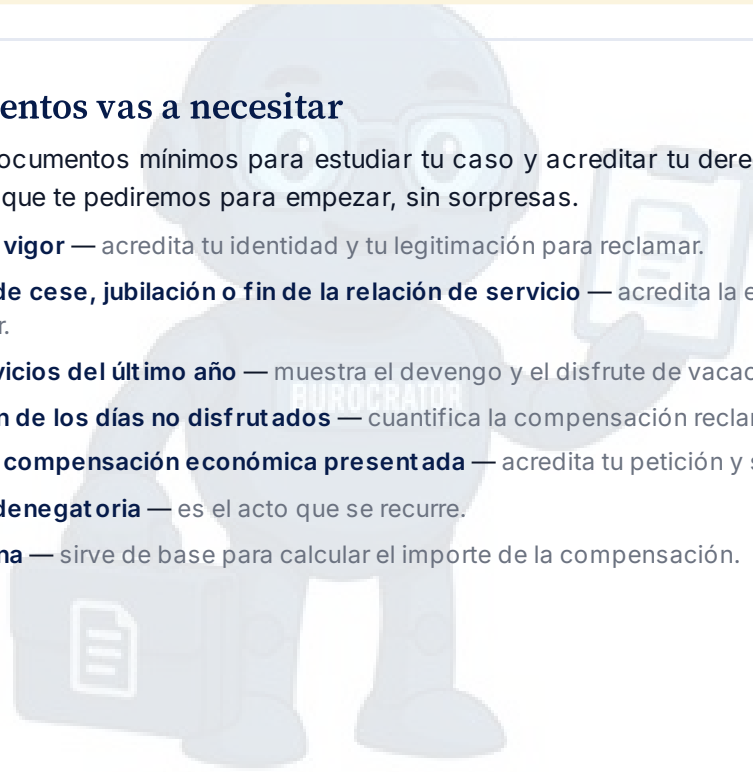 entos vas a necesitar
ocumentos mínimos para estudiar tu caso y acreditar tu dere
que te pediremos para empezar, sin sorpresas.
vigor — acredita tu identidad y tu legitimación para reclamar.
de cese, jubilación o fin de la relación de servicio — acredita la e
r.
vicios del último año — muestra el devengo y el disfrute de vacac
n de los días no disfrutados — cuantifica la compensación reclam
compensación económica presentada — acredita tu petición y s
denegatoria — es el acto que se recurre.
na — sirve de base para calcular el importe de la compensación.
BUROCRATOR